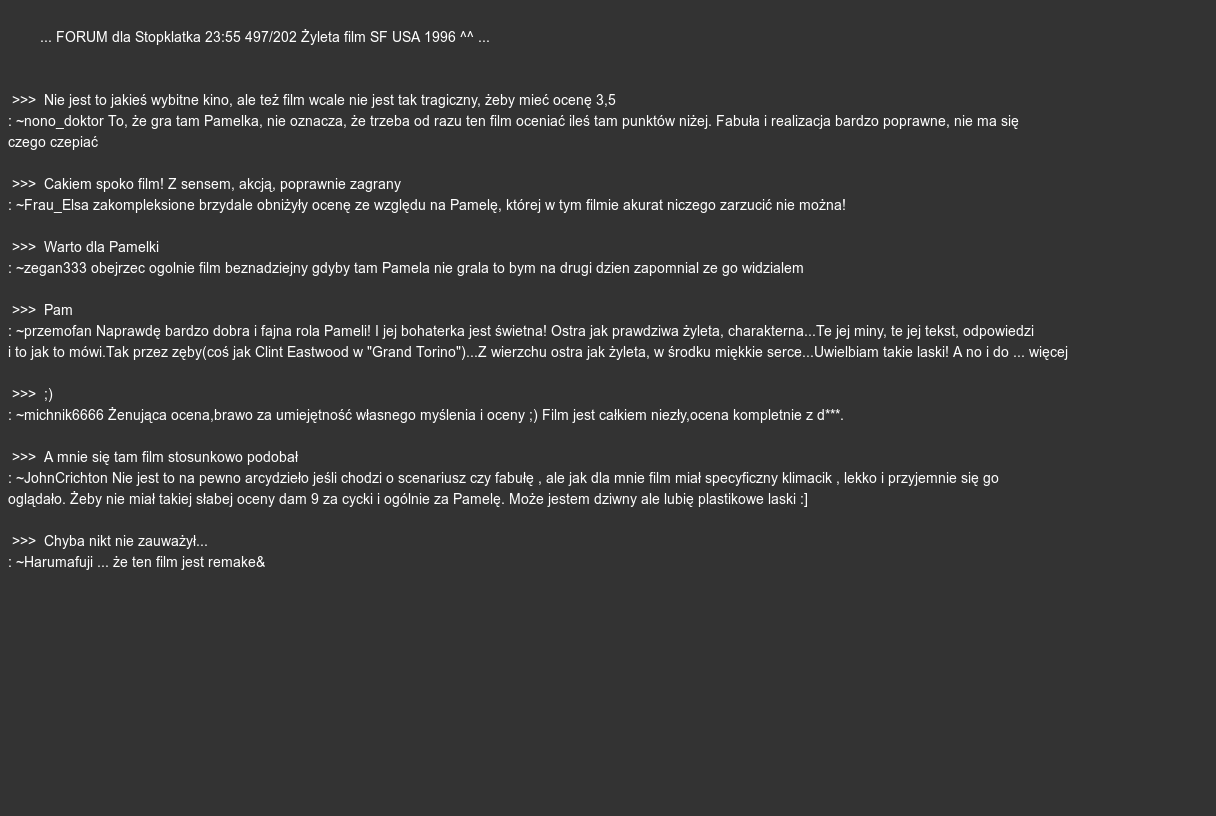 ... FORUM dla Stopklatka 23:55 497/202 Żyleta film SF USA 1996 ^^ ...
>>> Nie jest to jakieś wybitne kino, ale też film wcale nie jest tak tragiczny, żeby mieć ocenę 3,5
: ~nono_doktor To, że gra tam Pamelka, nie oznacza, że trzeba od razu ten film oceniać ileś tam punktów niżej. Fabuła i realizacja bardzo poprawne, nie ma się
czego czepiać
>>> Cakiem spoko film! Z sensem, akcją, poprawnie zagrany
: ~Frau_Elsa zakompleksione brzydale obniżyły ocenę ze względu na Pamelę, której w tym filmie akurat niczego zarzucić nie można!
>>> Warto dla Pamelki
: ~zegan333 obejrzec ogolnie film beznadziejny gdyby tam Pamela nie grala to bym na drugi dzien zapomnial ze go widzialem
>>> Pam
: ~przemofan Naprawdę bardzo dobra i fajna rola Pameli! I jej bohaterka jest świetna! Ostra jak prawdziwa żyleta, charakterna...Te jej miny, te jej tekst, odpowiedzi
i to jak to mówi.Tak przez zęby(coś jak Clint Eastwood w "Grand Torino")...Z wierzchu ostra jak żyleta, w środku miękkie serce...Uwielbiam takie laski! A no i do ... więcej
>>> ;)
: ~michnik6666 Żenująca ocena,brawo za umiejętność własnego myślenia i oceny ;) Film jest całkiem niezły,ocena kompletnie z d***.
>>> A mnie się tam film stosunkowo podobał
: ~JohnCrichton Nie jest to na pewno arcydzieło jeśli chodzi o scenariusz czy fabułę , ale jak dla mnie film miał specyficzny klimacik , lekko i przyjemnie się go
oglądało. Żeby nie miał takiej słabej oceny dam 9 za cycki i ogólnie za Pamelę. Może jestem dziwny ale lubię plastikowe laski :]
>>> Chyba nikt nie zauważył...
: ~Harumafuji ... że ten film jest remake&